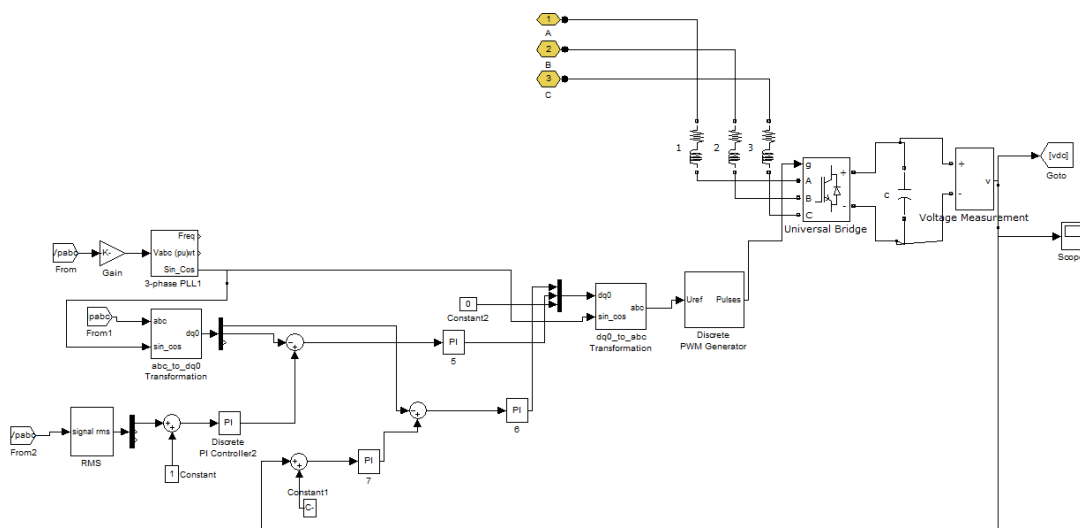 1
A
2
B
3
C
1
2
3
g
A
B
C
+
-
Universal Bridge
c
+
-
v
Voltage Measurement
[vdc]
Goto
Scope
Vpabc
From
K-
Gain
Freq
Vabc (pu)
wt
Sin_Cos
3-phase PLL1
pabc
From1
abc
sin_cos
dq0
abc_to_dq0
Transformation
PI
5
0
Constant2
dq0
sin_cos
abc
dq0_to_abc
Transformation
Uref
Pulses
Discrete
PWM Generator
Vpabc
From2
signal rms
RMS
1
Constant
PI
Discrete
PI Controller2
PI
6
Constant1
C-
PI
7